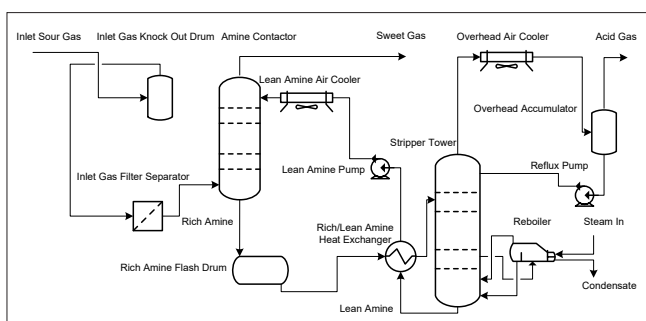 Inlet Sour Gas
Inlet Gas Knock Out Drum
Amine Contactor
Sweet Gas
Overhead Air Cooler
Acid Gas
Lean Amine Air Cooler
Overhead Accumulator
Stripper Tower
Lean Amine Pump
Reflux Pump
Inlet Gas Filter Separator
Rich Amine
Rich/Lean Amine
Heat Exchanger
Reboiler
Steam In
Rich Amine Flash Drum
Condensate
Lean Amine